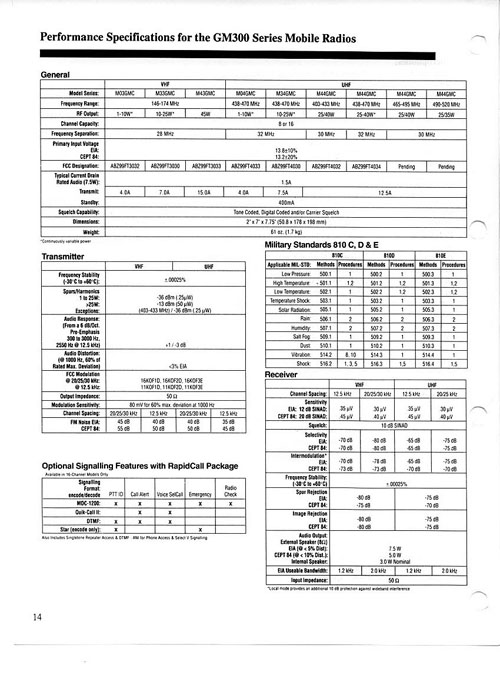 Performance Specifications for the GM300 Series Mobile Radios
General
VHF UHF
Model Series: M03GMC M33GMC M43GMC M04GMC M34GMC M44GMC M44GMC M44GMC M44GMC
Frequency Range: 146-174 MHz 438-470 MHz 438-470 MHz 403-433 MHz 438-470 MHz 465-495 MHz 490-520 MHz
RF Output: 1-10W* 10-25W* 45W 1-10W* 10-25W* 25/40W 25/40W* 25/40W 25/35W
Channel Capacity: 8 or 16
Frequency Separation: 28 MHz 32 MHz 30 MHz 32 MHz 30 MHz
Primary Input Voltage
EIA: 13.8±10%
CEPT 84: 13.2±20%
FCC Designation: ABZ99FT3032 ABZ99FT3030 ABZ99FT3033 ABZ99FT4033 ABZ99FT4030 ABZ99FT4032 ABZ99FT4034 Pending Pending
Typical Current Drain
Rated Audio (7.5W): 1.5A
Transmit: 4.0A 7.0A 15.0A 4.0A 7.5A 12.5A
Standby: 400mA
Squelch Capability: Tone Coded, Digital Coded and/or Carrier Squelch
Dimensions: 2" x 7" x 7.75" (50.8 x 178 x 198 mm)
Weight: 61 oz. (1.7 kg)
*Continuously variable power
Transmitter
VHF UHF
Frequency Stability
(-30°C to +60°C): ±.00025%
Spurs/Harmonics
1 to 25W: -36 dBm (.25µW)
>25W: -13 dBm (50 µW)
Exceptions: (403-433 MHz) / -36 dBm (.25 µW)
Audio Response:
(From a 6 dB/Oct.
Pre-Emphasis
300 to 3000 Hz,
2550 Hz @ 12.5 kHz) +1 / -3 dB
Audio Distortion:
(@ 1000 Hz, 60% of
Rated Max. Deviation) <3% EIA
FCC Modulation
@ 20/25/30 kHz: 16K0F1D, 16K0F2D, 16K0F3E
@ 12.5 kHz: 11K0F1D, 11K0F2D, 11K0F3E
Output Impedance: 50 Ω
Modulation Sensitivity: 80 mV for 60% max. deviation at 1000 Hz
Channel Spacing: 20/25/30 kHz 12.5 kHz 20/25/30 kHz 12.5 kHz
FM Noise EIA: 45 dB 40 dB 40 dB 35 dB
CEPT 84: 55 dB 50 dB 50 dB 45 dB
Optional Signalling Features with RapidCall Package
Available in 16 Channel Models Only
Signalling
Format:
encode/decode PTT ID Call Alert Voice SelCall Emergency Radio Check
MDC-1200: X X X X X
Quik-Call II: X X
DTMF: X X X
Star (encode only): X X
Also includes Singletone Repeater Access & DTMF
Military Standards 810 C, D & E
810C 810D 810E
Applicable MIL-STD: Methods Procedures Methods Procedures Methods Procedures
Low Pressure: 500.1 1 500.2 1 500.3 1
High Temperature: 501.1 1,2 501.2 1,2 501.3 1,2
Low Temperature: 502.1 1 502.2 1,2 502.3 1,2
Temperature Shock: 503.1 1 503.2 1 503.3 1
Solar Radiation: 505.1 1 505.2 1 505.3 1
Rain: 506.1 2 506.2 2 506.3 2
Humidity: 507.1 2 507.2 2 507.3 2
Salt Fog: 509.1 1 509.2 1 509.3 1
Dust: 510.1 1 510.2 1 510.3 1
Vibration: 514.2 8, 10 514.3 1 514.4 1
Shock: 516.2 1, 3, 5 516.3 1,5 516.4 1,5
Receiver
VHF UHF
Channel Spacing: 12.5 kHz 20/25/30 kHz 12.5 kHz 20/25 kHz
Sensitivity
EIA: 12 dB SINAD: .35 µV .30 µV .35 µV .30 µV
CEPT 84: 20 dB SINAD: .45 µV .40 µV .45 µV .40 µV
Squelch: 10 dB SINAD
Selectivity
EIA: -70 dB -80 dB -65 dB -75 dB
CEPT 84: -70 dB -80 dB -65 dB -75 dB
Intermodulation*
EIA: -75 dB -78 dB -65 dB -75 dB
CEPT 84: -73 dB -73 dB -70 dB -70 dB
Frequency Stability:
(-30°C to +60°C) ±.00025%
Spur Rejection
EIA: -80 dB -75 dB
CEPT 84: -75 dB -70 dB
Image Rejection
EIA: -80 dB -75 dB
CEPT 84:
Audio Output:
External Speaker (8Ω)
EIA (@ < 5% Dist): 7.5 W
CEPT 84 (@ < 10% Dist.): 5.0 W
Internal Speaker: 3.0 W Nominal
EIA Useable Bandwidth: 1.2 kHz 2.0 kHz 1.2 kHz 2.0 kHz
Input Impedance: 50 Ω
*Local mode provides an additional 10 dB protection against wideband interference
14